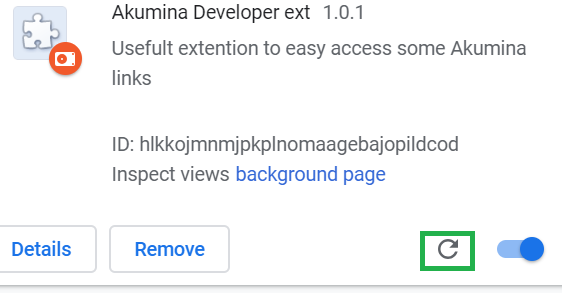 Akumina Developer ext 1.0.1
Usefult extention to easy access some Akumina
links
ID: hlkkojmnmjpkplnomaagebajopildcod
Inspect views background page
Details Remove